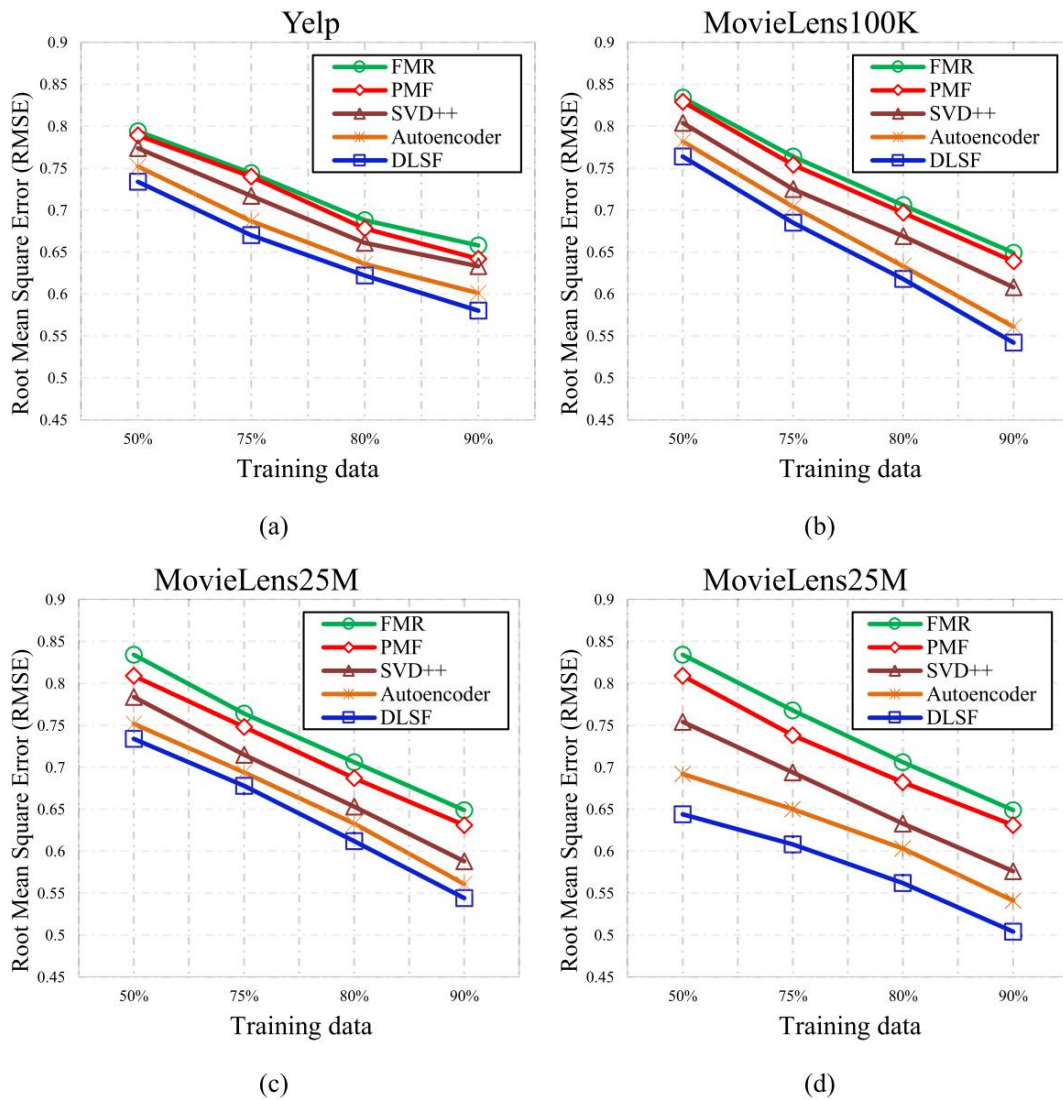 Yelp
0.9
0.85
0.8
0.75
0.7
0.65
0.6
0.55
0.5
0.45
Root Mean Square Error (RMSE)
FMR
PMF
SVD++
Autoencoder
DLSF
50% 75% 80% 90%
Training data
(a)
MovieLens100K
0.9
0.85
0.8
0.75
0.7
0.65
0.6
0.55
0.5
0.45
Root Mean Square Error (RMSE)
FMR
PMF
SVD++
Autoencoder
DLSF
50% 75% 80% 90%
Training data
(b)
MovieLens25M
0.9
0.85
0.8
0.75
0.7
0.65
0.6
0.55
0.5
0.45
Root Mean Square Error (RMSE)
FMR
PMF
SVD++
Autoencoder
DLSF
50% 75% 80% 90%
Training data
(c)
MovieLens25M
0.9
0.85
0.8
0.75
0.7
0.65
0.6
0.55
0.5
0.45
Root Mean Square Error (RMSE)
FMR
PMF
SVD++
Autoencoder
DLSF
50% 75% 80% 90%
Training data
(d)